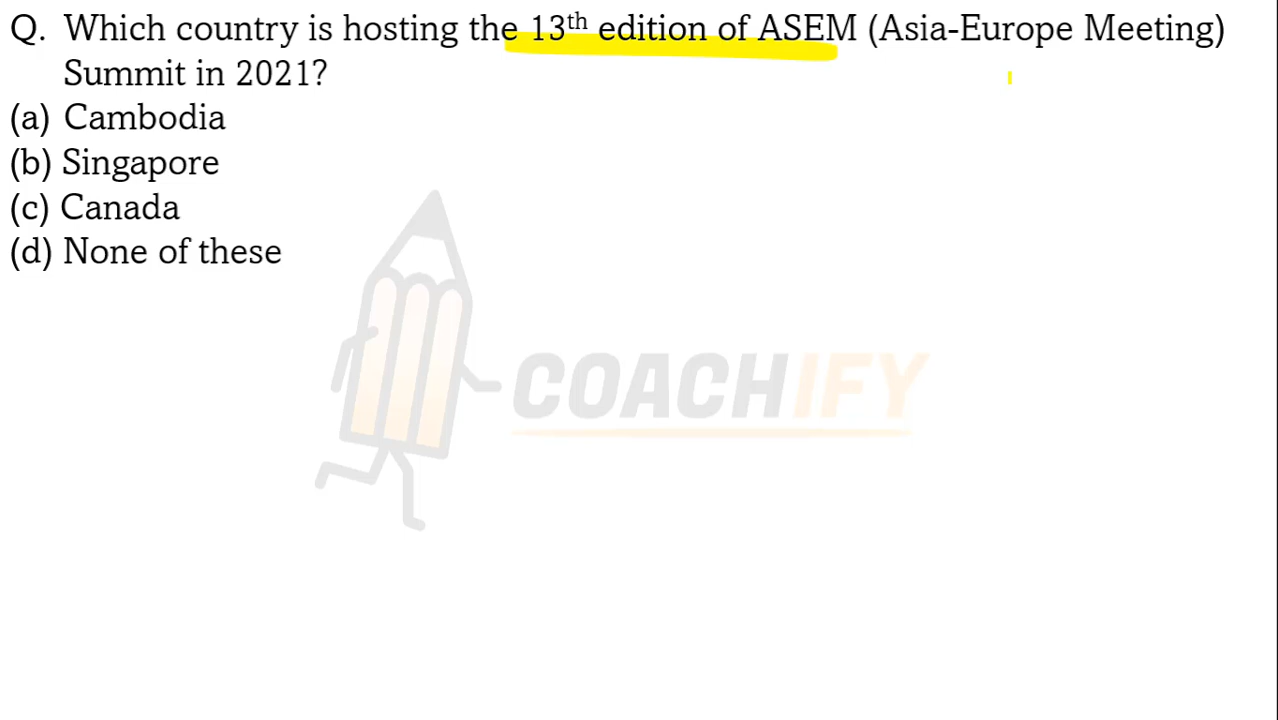 Q. Which country is hosting the 13th edition of ASEM (Asia-Europe Meeting)
Summit in 2021?
(a) Cambodia
(b) Singapore
(c) Canada
(d) None of these
COACHIFY